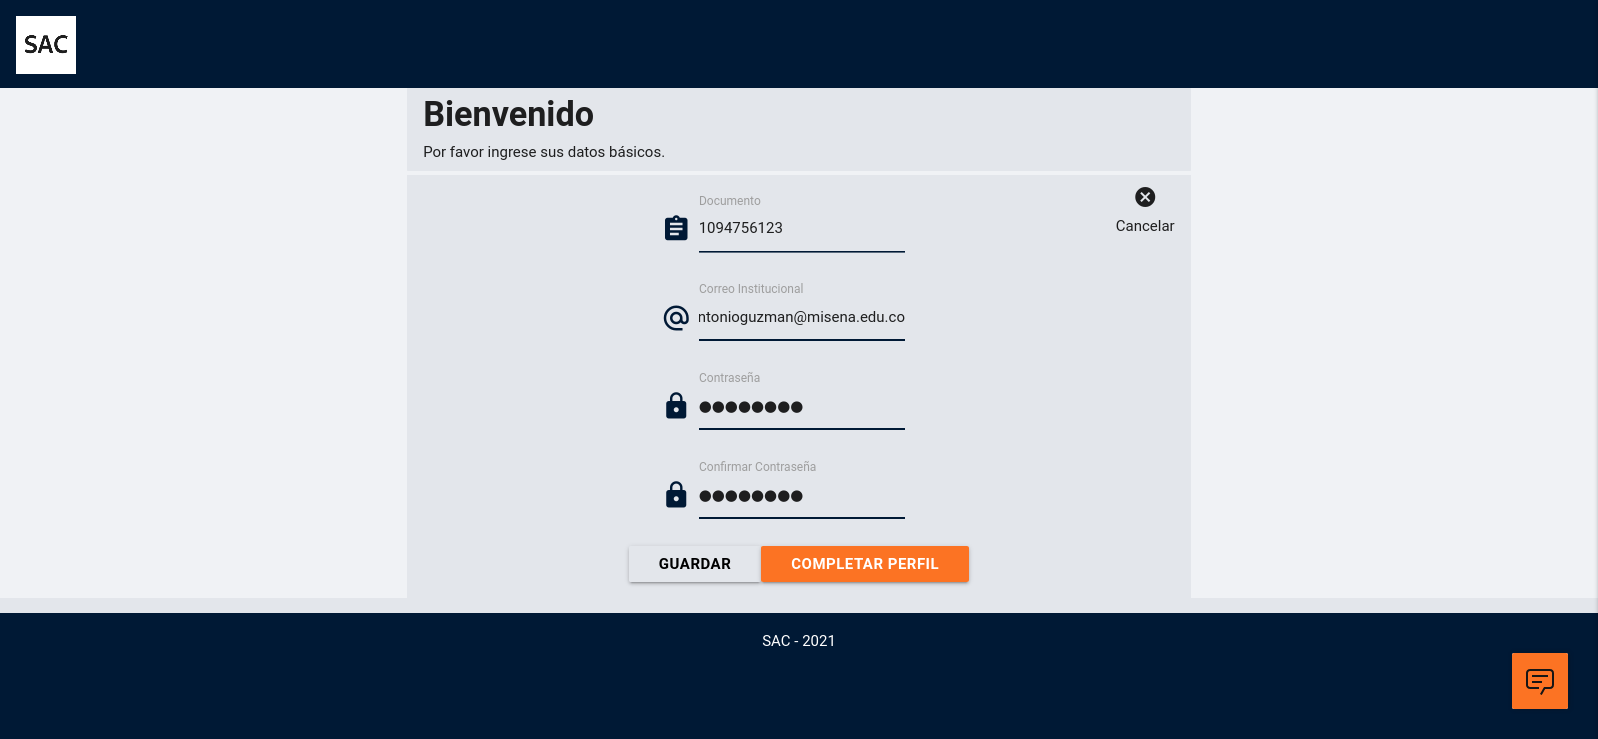 SAC
Bienvenido
Por favor ingrese sus datos básicos.
Cancelar
Documento
1094756123
Correo Institucional
ntonioguzman@misena.edu.co
Contraseña
●●●●●●●●
Confirmar Contraseña
●●●●●●●●
GUARDAR
COMPLETAR PERFIL
SAC - 2021